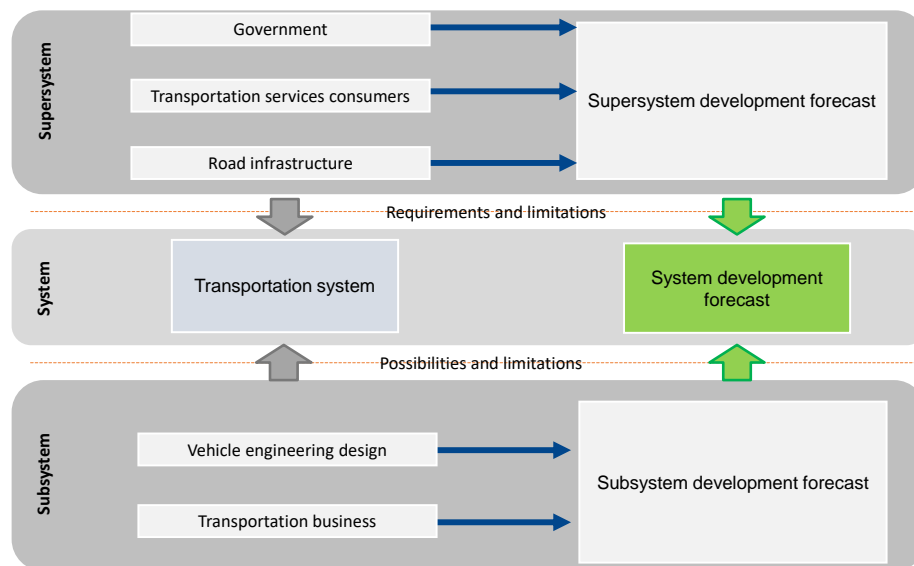 Supersystem
Government
Transportation services consumers
Road infrastructure
Supersystem development forecast
Requirements and limitations
System
Transportation system
System development
forecast
Possibilities and limitations
Subsystem
Vehicle engineering design
Transportation business
Subsystem development forecast